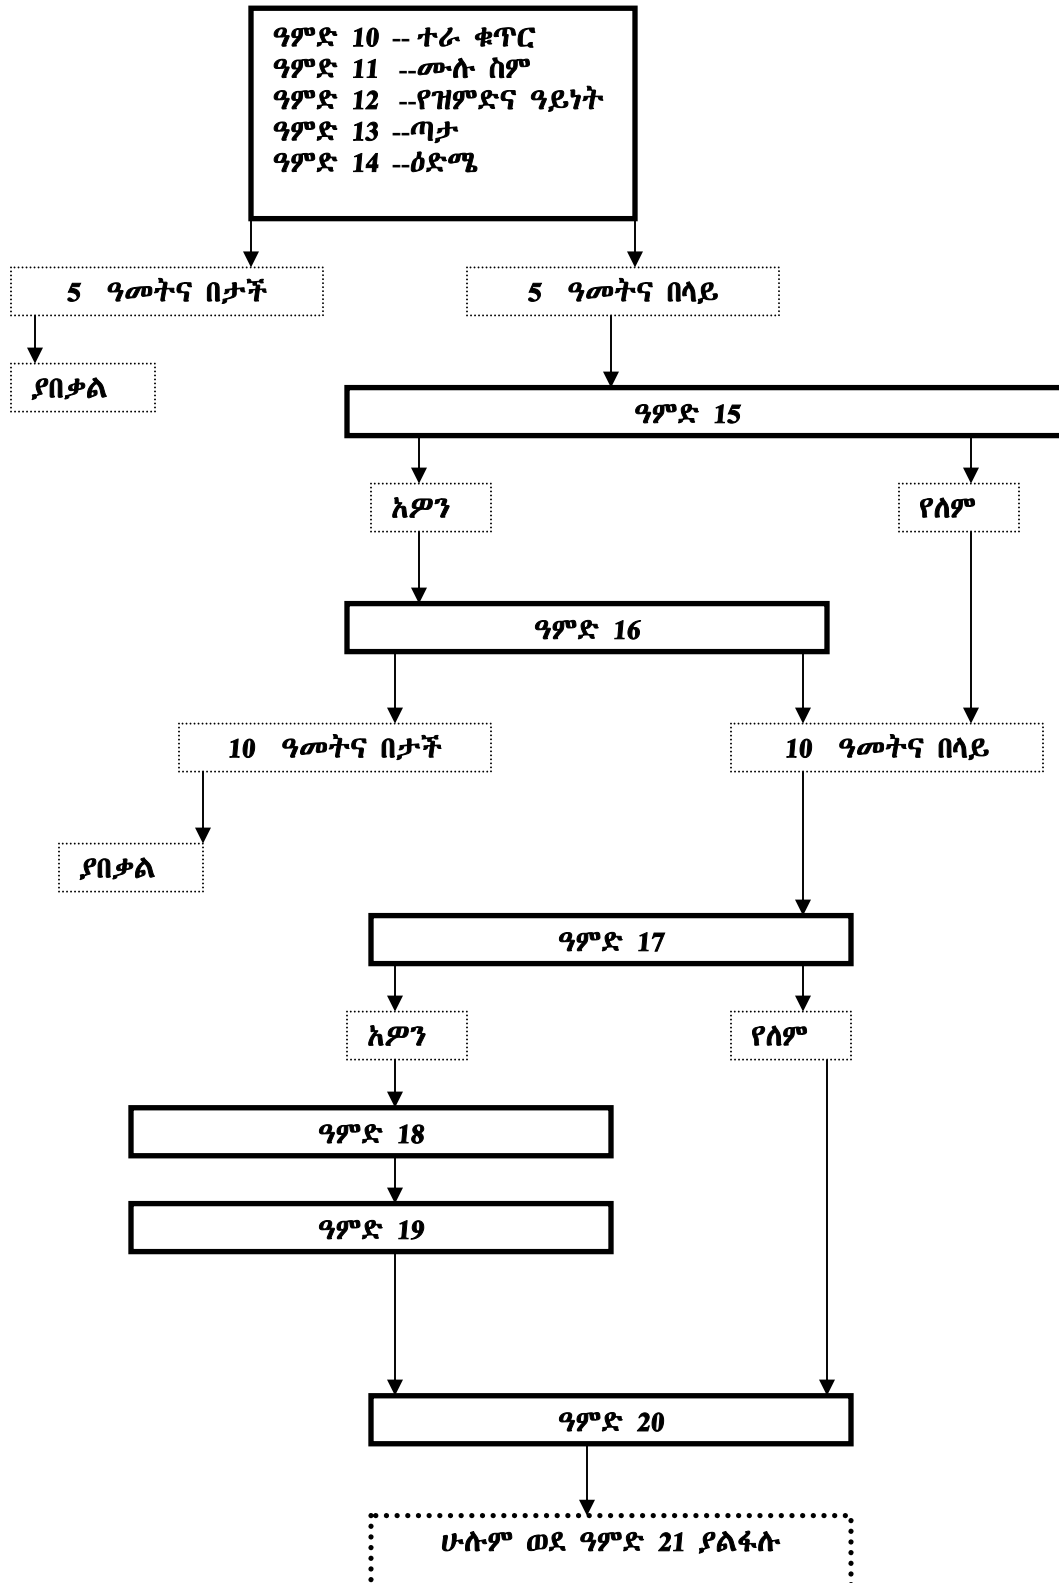 ዓምድ 10 -- ተራ ቁጥር
ዓምድ 11 --ሙሉ ስም
ዓምድ 12 --የዝምድና ዓይነት
ዓምድ 13 --ጣታ
ዓምድ 14 --ዕድሜ
5 ዓመትና በታች
5 ዓመትና በላይ
ያበቃል
ዓምድ 15
አዎን
የለም
ዓምድ 16
10 ዓመትና በታች
10 ዓመትና በላይ
ያበቃል
ዓምድ 17
አዎን
የለም
ዓምድ 18
ዓምድ 19
ዓምድ 20
ሁሉም ወደ ዓምድ 21 ያልፋሉ